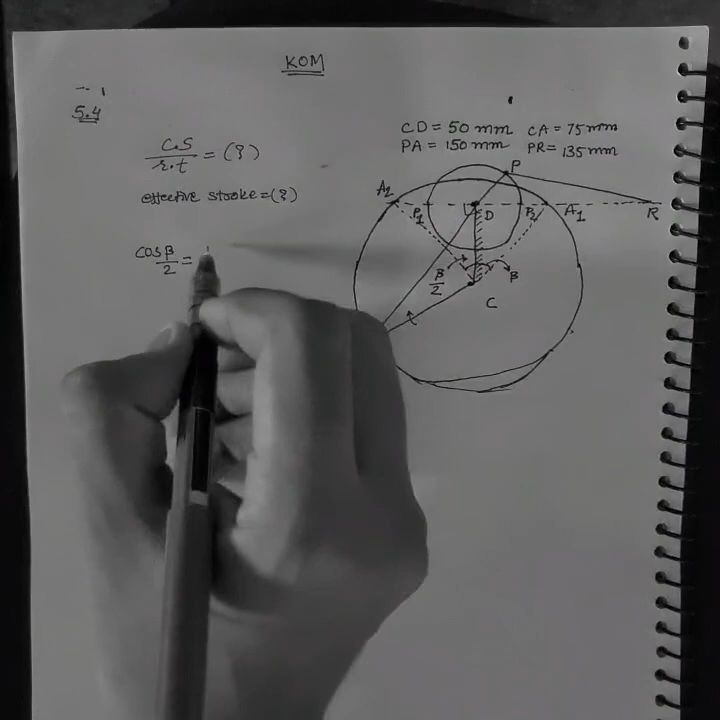 KOM
5.4
C.S / r.t = (?)
CD = 50 mm CA = 75 mm
PA = 150 mm PR = 135 mm
effective stroke = (?)
cos β/2 =
P
A2
P1
D
P2
A1
R
β/2
β
C